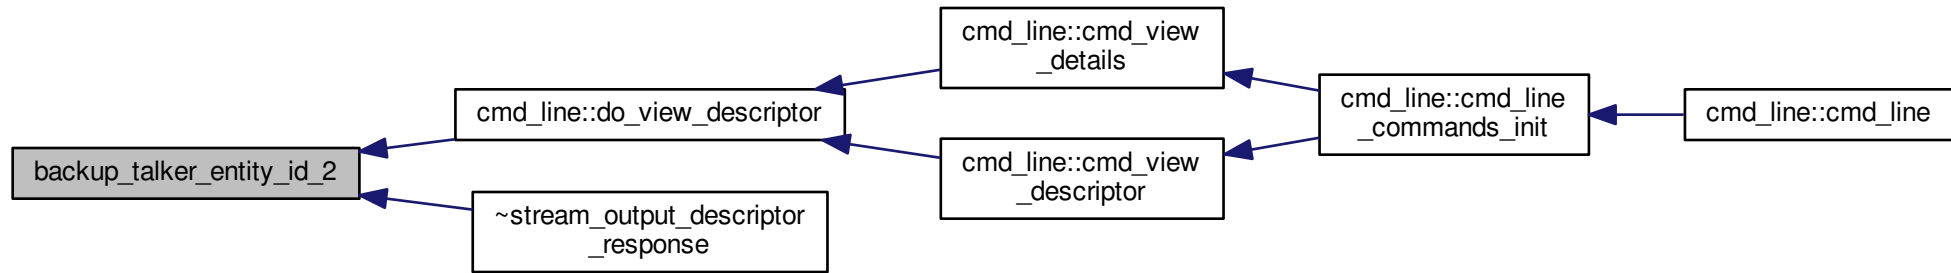 backup_talker_entity_id_2
cmd_line::do_view_descriptor
~stream_output_descriptor
_response
cmd_line::cmd_view
_details
cmd_line::cmd_view
_descriptor
cmd_line::cmd_line
_commands_init
cmd_line::cmd_line